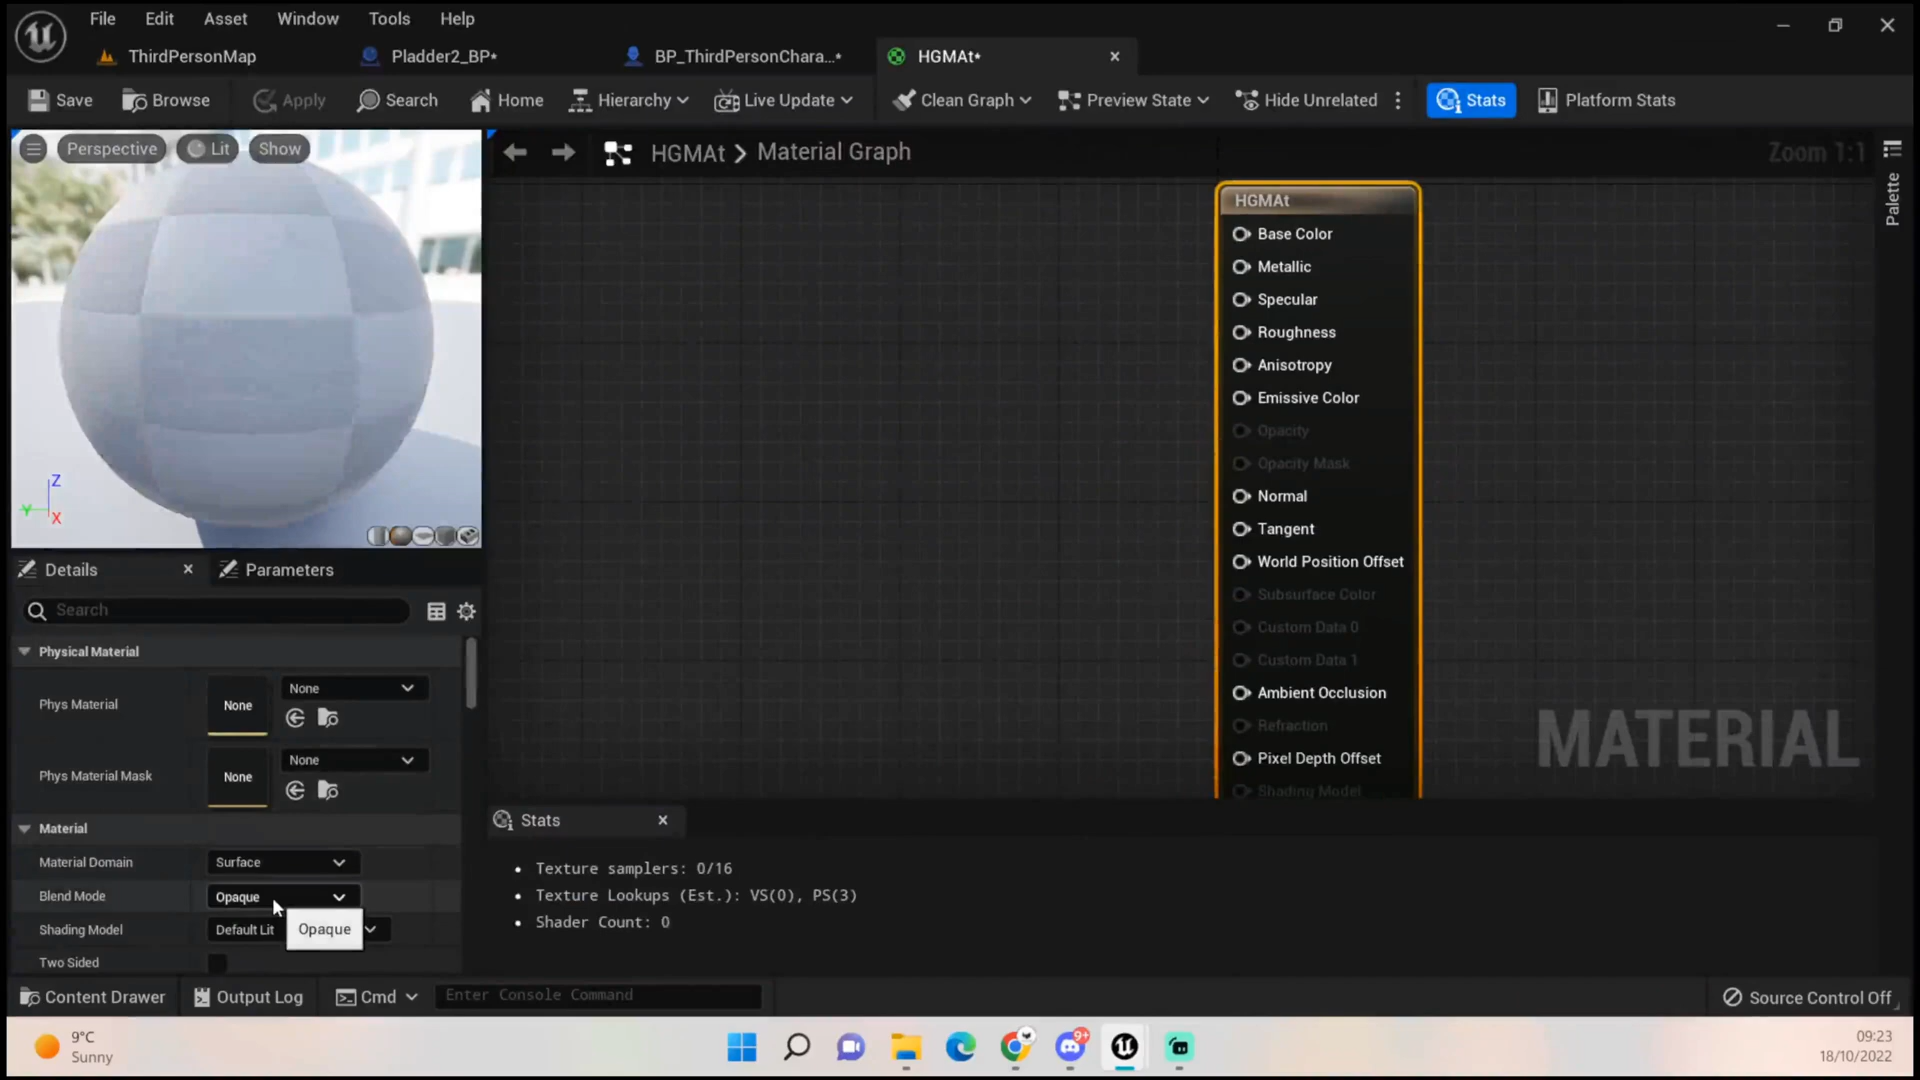 File Edit Asset Window Tools Help
ThirdPersonMap Pladder2_BP* BP_ThirdPersonChara...* HGMAt*
Save Browse Apply Search Home Hierarchy Live Update Clean Graph Preview State Hide Unrelated Stats Platform Stats
Perspective Lit Show
HGMAt > Material Graph
Zoom 1:1
Palette
HGMAt
Base Color
Metallic
Specular
Roughness
Anisotropy
Emissive Color
Opacity
Opacity Mask
Normal
Tangent
World Position Offset
Subsurface Color
Custom Data 0
Custom Data 1
Ambient Occlusion
Refraction
Pixel Depth Offset
Shading Model
MATERIAL
Z
Y
X
Details Parameters
Search
Physical Material
Phys Material None None
Phys Material Mask None None
Material
Material Domain Surface
Blend Mode Opaque
Shading Model Default Lit
Opaque
Two Sided
Stats
Texture samplers: 0/16
Texture Lookups (Est.): VS(0), PS(3)
Shader Count: 0
Content Drawer Output Log Cmd Enter Console Command Source Control Off
9°C
Sunny
9+
09:23
18/10/2022